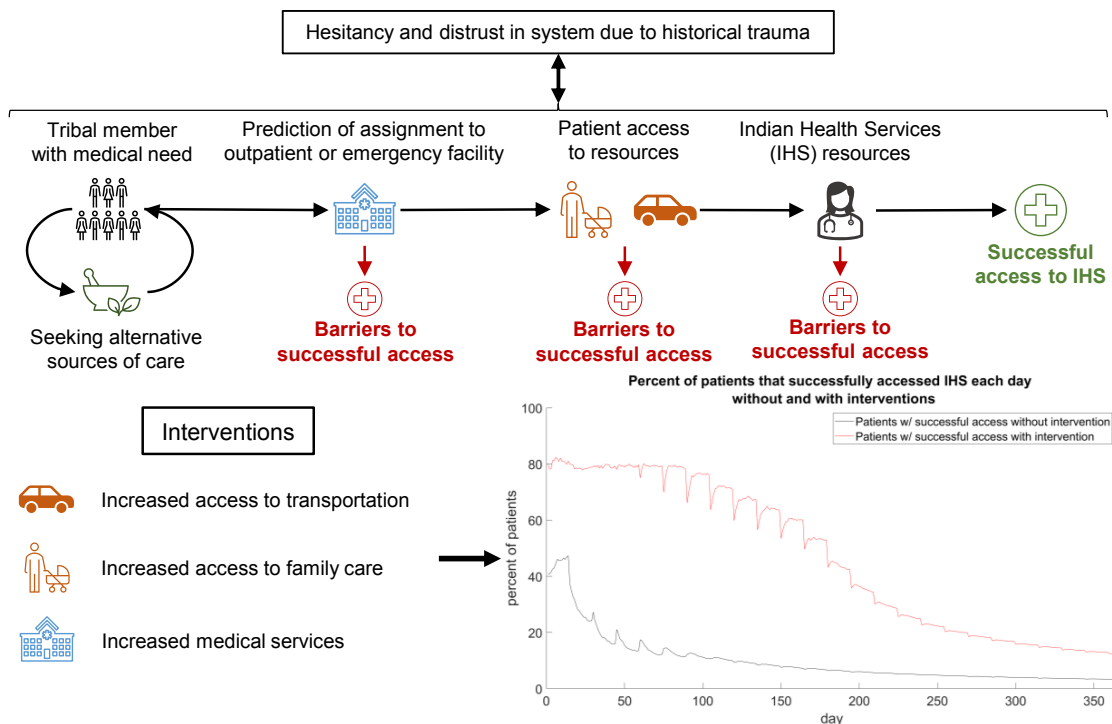 Hesitancy and distrust in system due to historical trauma
Tribal member
with medical need
Prediction of assignment to
outpatient or emergency facility
Patient access
to resources
Indian Health Services
(IHS) resources
Successful
access to IHS
Seeking alternative
sources of care
Barriers to
successful access
Barriers to
successful access
Barriers to
successful access
Interventions
Increased access to transportation
Increased access to family care
Increased medical services
Percent of patients that successfully accessed IHS each day
without and with interventions
Patients w/ successful access without intervention
Patients w/ successful access with intervention
percent of patients
100
80
60
40
20
0
0
50
100
150
200
250
300
350
day